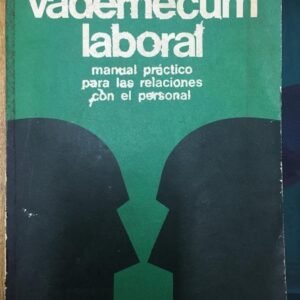 vademecum
laboral
manual práctico
para las relaciones
con el personal